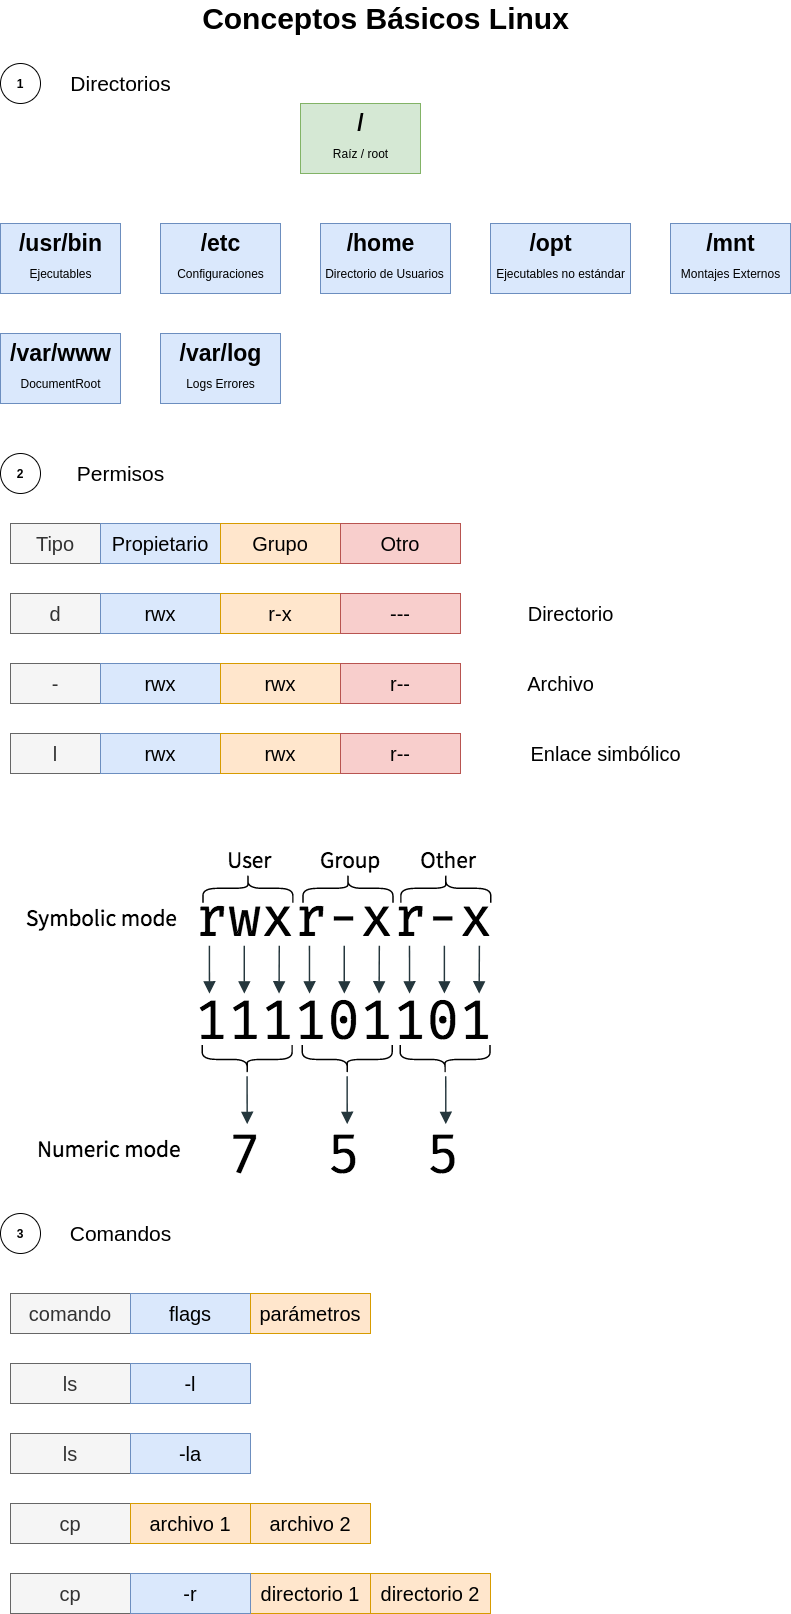 Conceptos Básicos Linux
1 Directorios
/
Raíz / root
/usr/bin /etc /home /opt /mnt
Ejecutables Configuraciones Directorio de Usuarios Ejecutables no estándar Montajes Externos
/var/www /var/log
DocumentRoot Logs Errores
2 Permisos
Tipo Propietario Grupo Otro
d rwx r-x --- Directorio
- rwx rwx r-- Archivo
l rwx rwx r-- Enlace simbólico
User Group Other
Symbolic mode rwxr-xr-x
111101101
Numeric mode 7 5 5
3 Comandos
comando flags parámetros
ls -l
ls -la
cp archivo 1 archivo 2
cp -r directorio 1 directorio 2